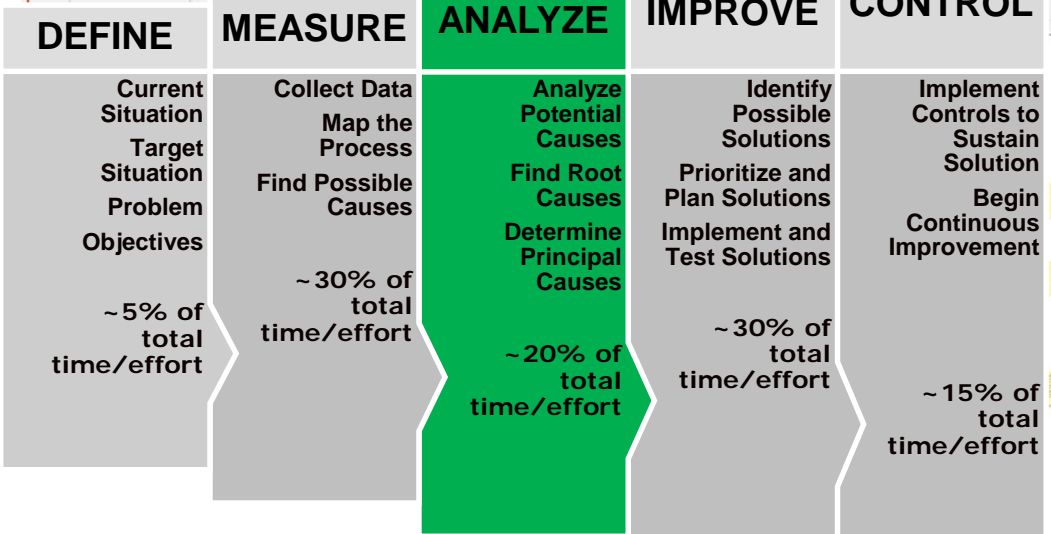 DEFINE
Current
Situation
Target
Situation
Problem
Objectives
~5% of
total
time/effort
MEASURE
Collect Data
Map the
Process
Find Possible
Causes
~30% of
total
time/effort
ANALYZE
Analyze
Potential
Causes
Find Root
Causes
Determine
Principal
Causes
~20% of
total
time/effort
IMPROVE
Identify
Possible
Solutions
Prioritize and
Plan Solutions
Implement and
Test Solutions
~30% of
total
time/effort
CONTROL
Implement
Controls to
Sustain
Solution
Begin
Continuous
Improvement
~15% of
total
time/effort